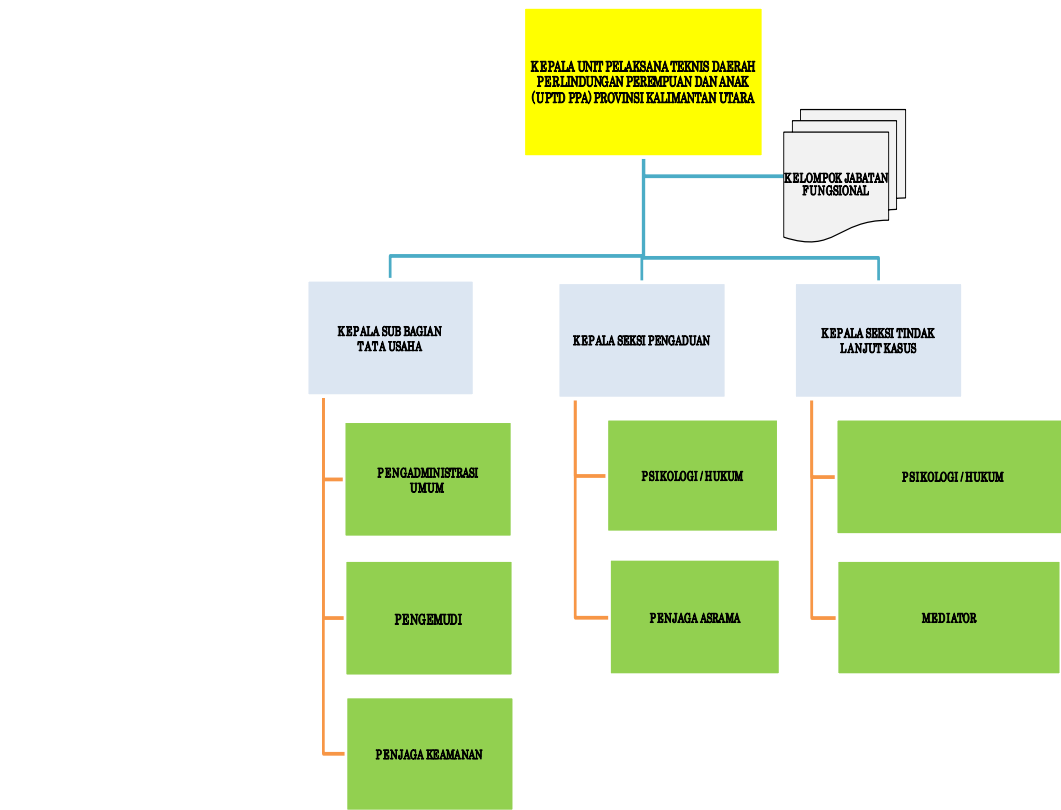 KEPALA UNIT PELAKSANA TEKNIS DAERAH
PERLINDUNGAN PEREMPUAN DAN ANAK
(UPTD PPA) PROVINSI KALIMANTAN UTARA
KELOMPOK JABATAN
FUNGSIONAL
KEPALA SUB BAGIAN
TATA USAHA
KEPALA SEKSI PENGADUAN
KEPALA SEKSI TINDAK
LANJUT KASUS
PENGADMINISTRASI
UMUM
PSIKOLOGI / HUKUM
PSIKOLOGI / HUKUM
PENGEMUDI
PENJAGA ASRAMA
MEDIATOR
PENJAGA KEAMANAN